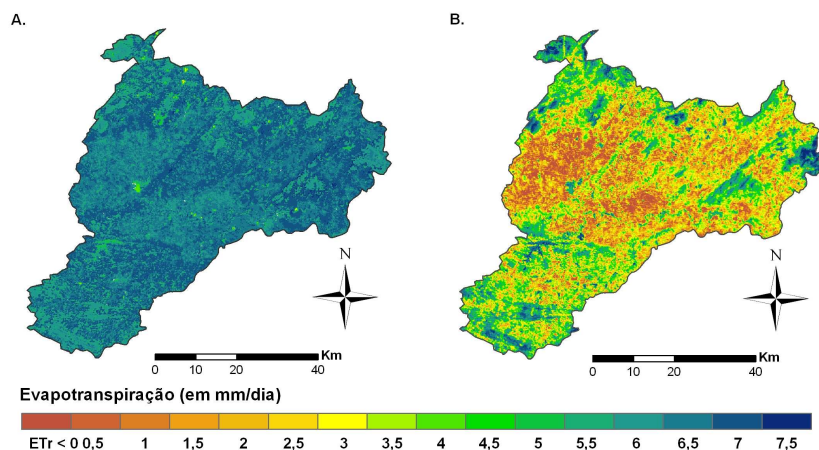 A.
B.
N
N
Km
0 10 20 40
Km
0 10 20 40
Evapotranspiração (em mm/dia)
ETr < 0 0,5 1 1,5 2 2,5 3 3,5 4 4,5 5 5,5 6 6,5 7 7,5